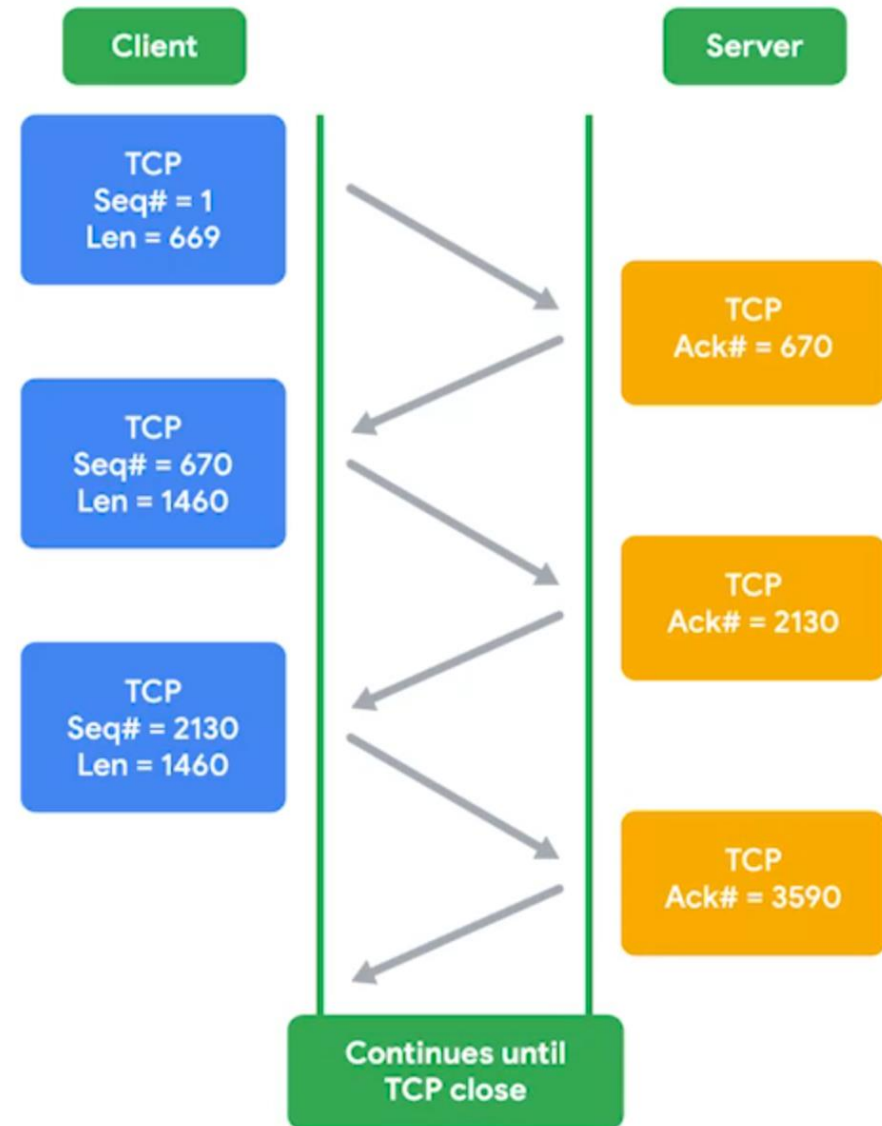 Client
Server
TCP
Seq# = 1
Len = 669
TCP
Ack# = 670
TCP
Seq# = 670
Len = 1460
TCP
Ack# = 2130
TCP
Seq# = 2130
Len = 1460
TCP
Ack# = 3590
Continues until
TCP close